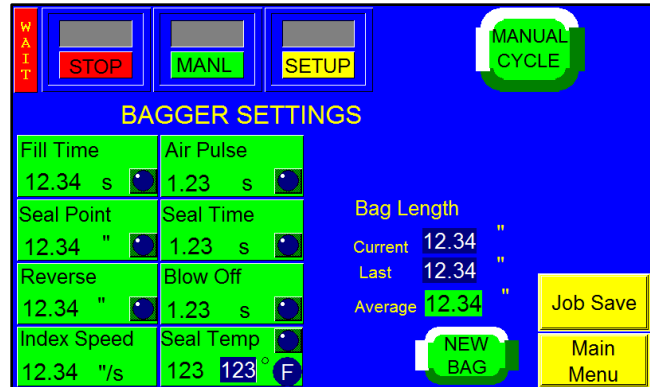 WAIT
STOP
MANL
SETUP
MANUAL
CYCLE
BAGGER SETTINGS
Fill Time
12.34 s
Air Pulse
1.23 s
Seal Point
12.34 "
Seal Time
1.23 s
Reverse
12.34 "
Blow Off
1.23 s
Index Speed
12.34 "/s
Seal Temp
123 123° F
Bag Length
Current 12.34 "
Last 12.34 "
Average 12.34 "
NEW
BAG
Job Save
Main
Menu